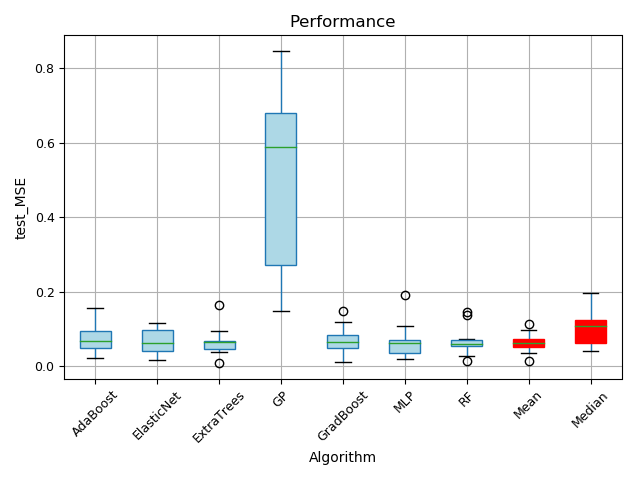 Performance
test_MSE
0.8
0.6
0.4
0.2
0.0
AdaBoost
ElasticNet
ExtraTrees
GP
GradBoost
MLP
RF
Mean
Median
Algorithm